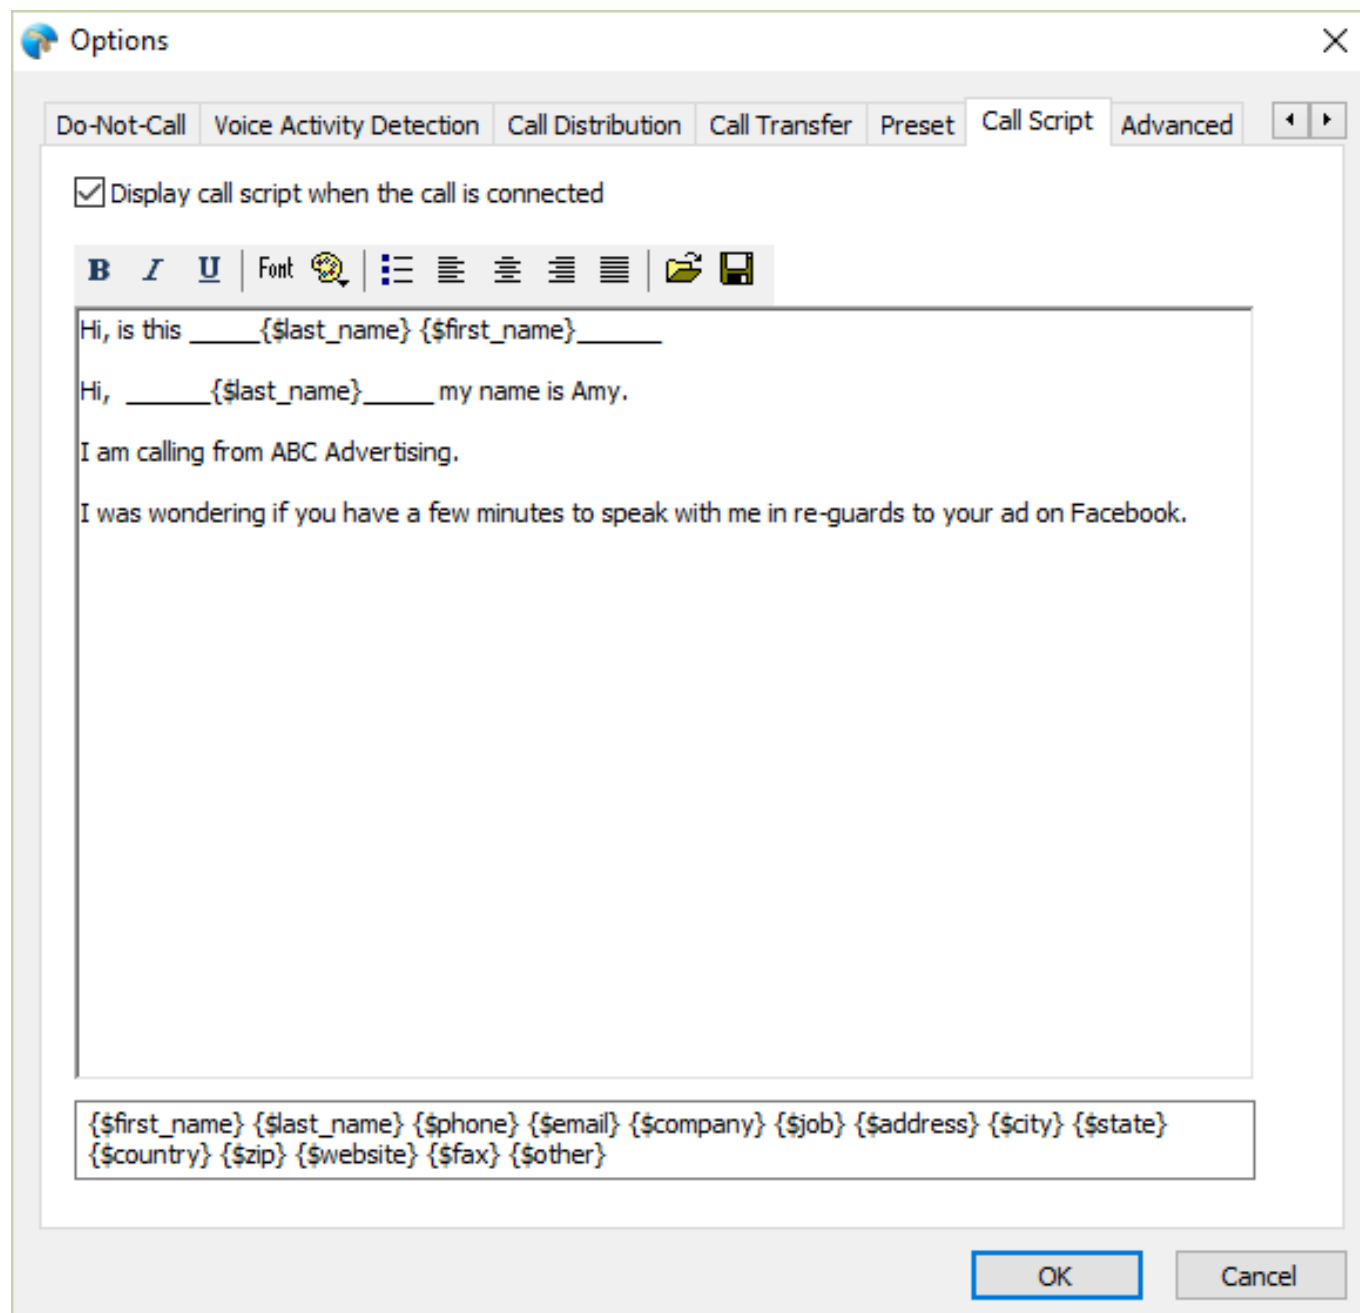 Options
Do-Not-Call Voice Activity Detection Call Distribution Call Transfer Preset Call Script Advanced
Display call script when the call is connected
B I U Font
Hi, is this _____{$last_name} {$first_name}______
Hi, ______{$last_name}_____ my name is Amy.
I am calling from ABC Advertising.
I was wondering if you have a few minutes to speak with me in re-guards to your ad on Facebook.
{$first_name} {$last_name} {$phone} {$email} {$company} {$job} {$address} {$city} {$state}
{$country} {$zip} {$website} {$fax} {$other}
OK Cancel